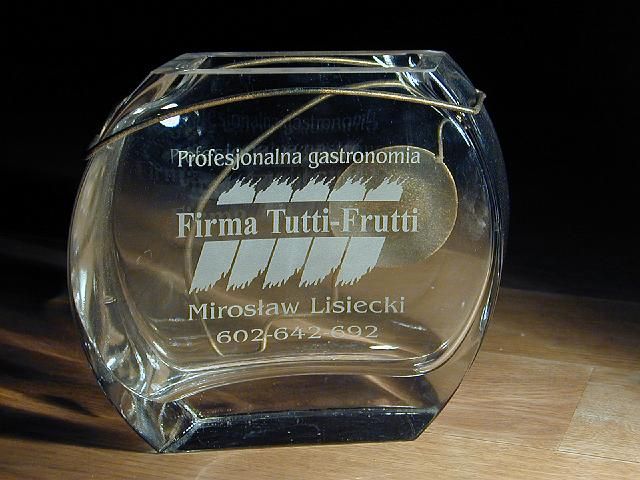 Profesjonalna gastronomia
Firma Tutti-Frutti
Mirosław Lisiecki
602-642-692